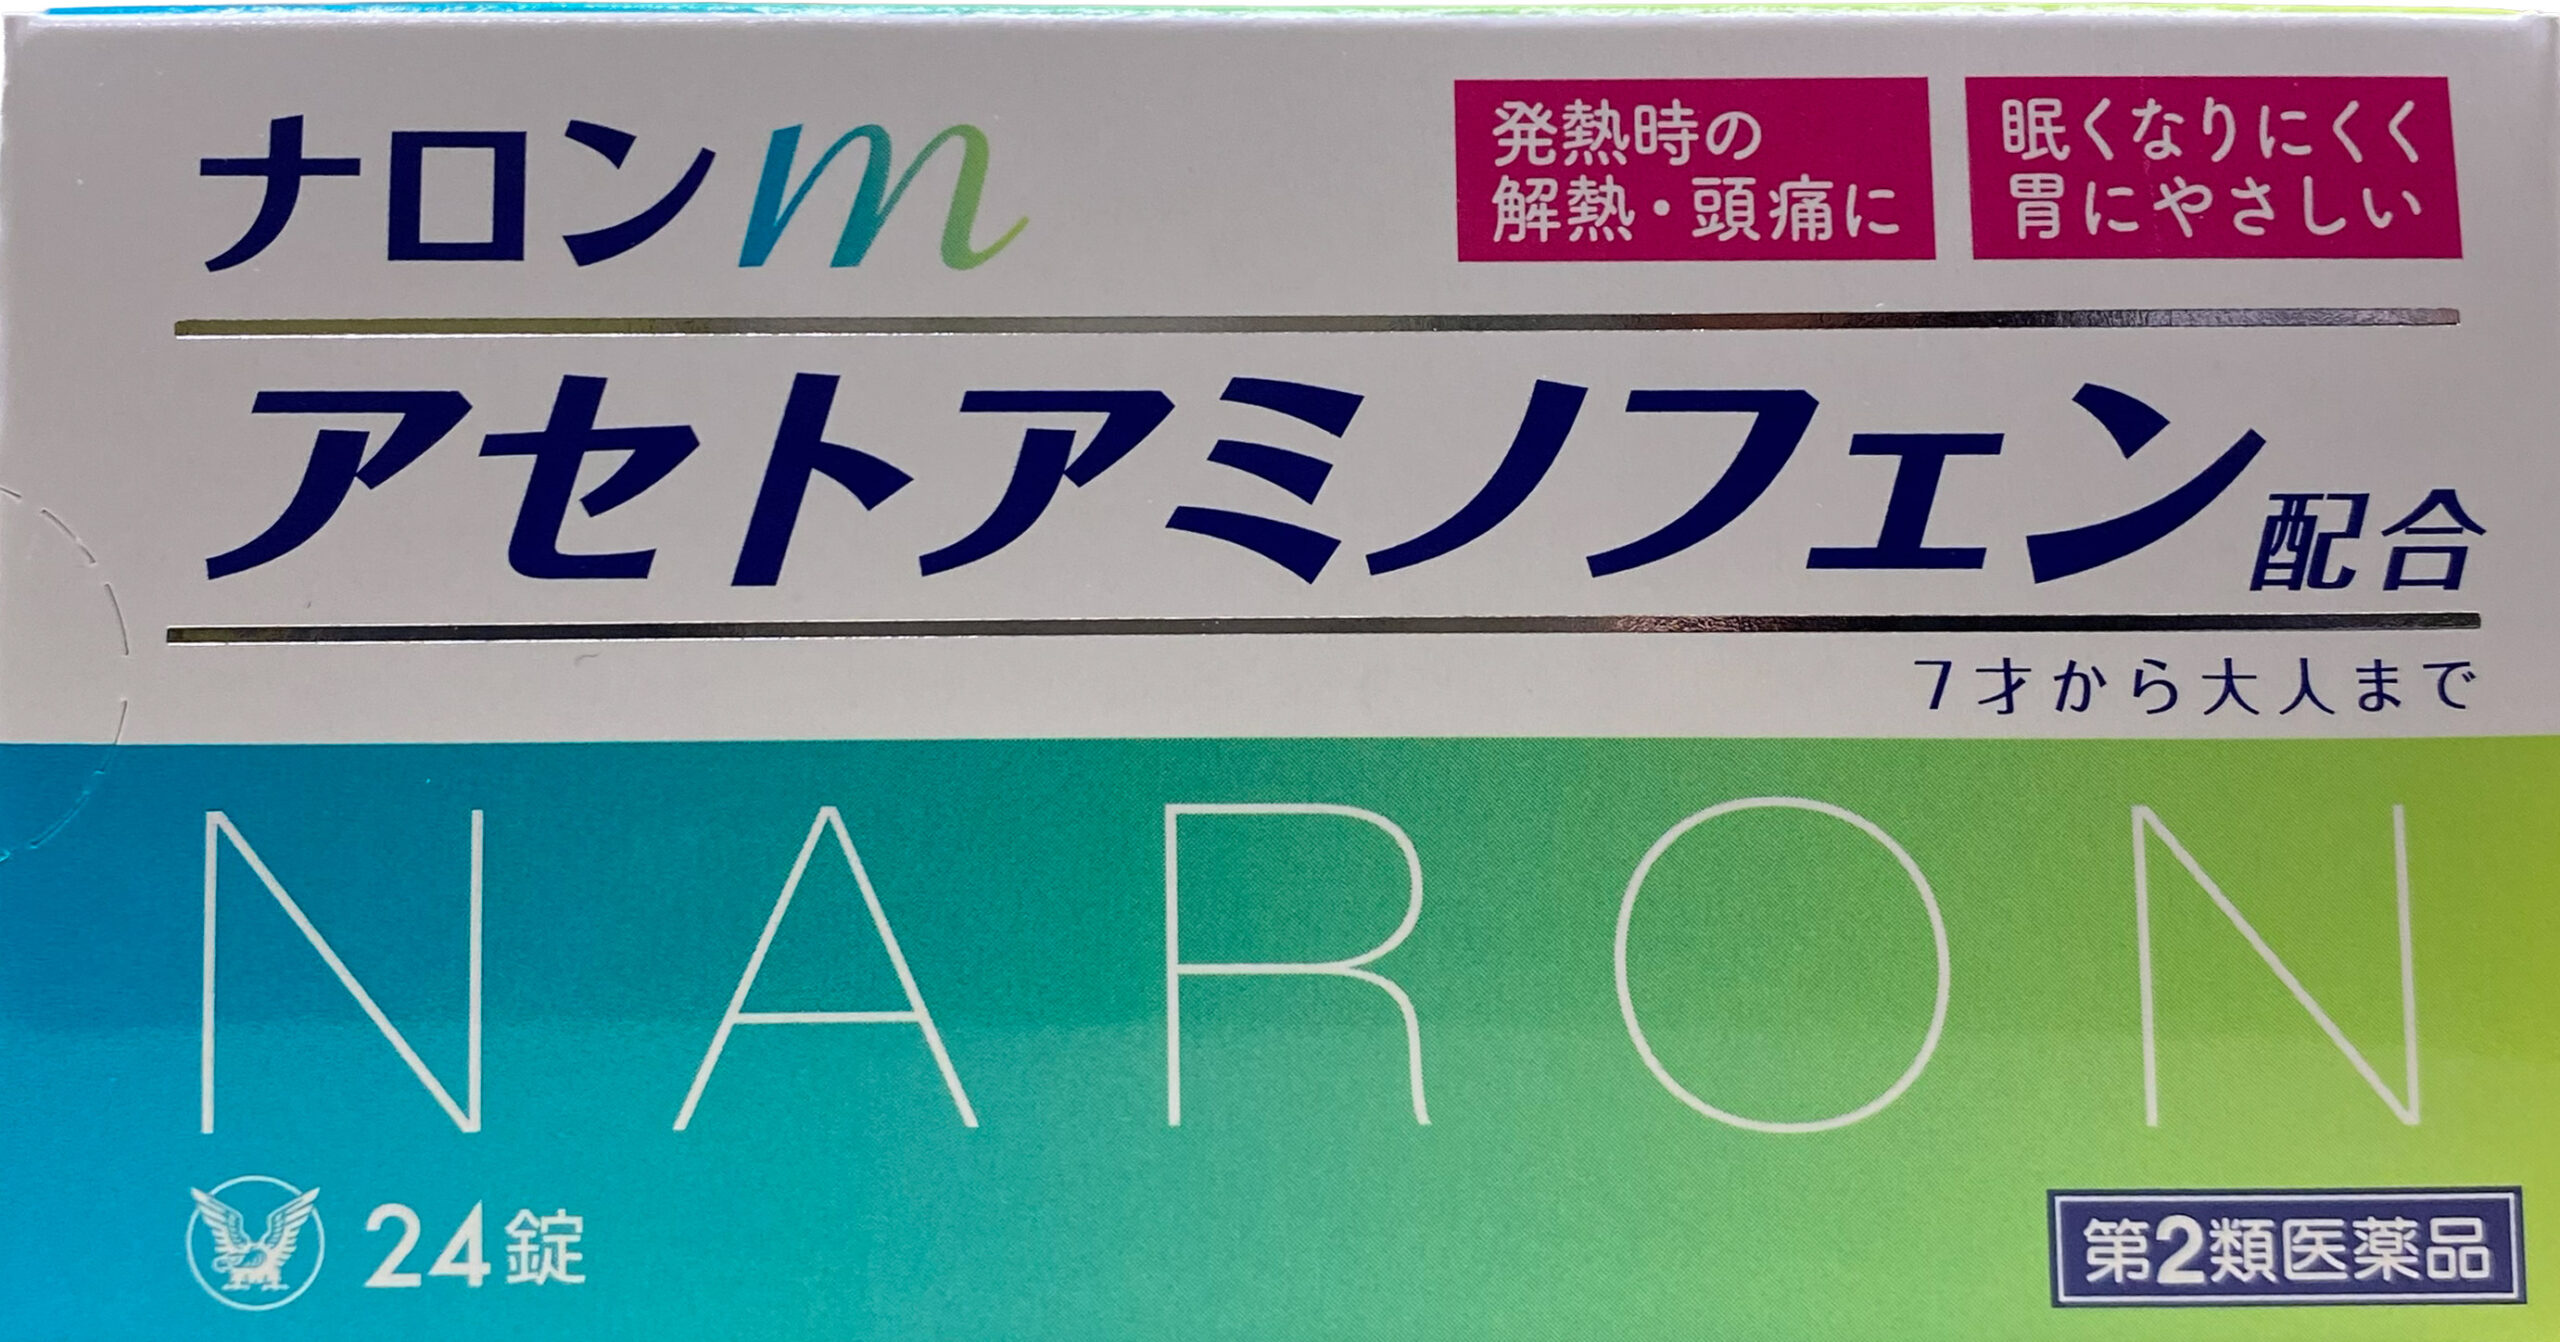 ナロンm
発熱時の
解熱・頭痛に
眠くなりにくく
胃にやさしい
アセトアミノフェン配合
7才から大人まで
NARON
24錠
第2類医薬品